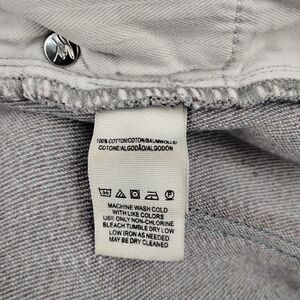 100% COTTON/COTON/BAUMWOLLE/
COTONE/ALGODÃO/ALGODÓN
MACHINE WASH COLD
WITH LIKE COLORS
USE ONLY NON-CHLORINE
BLEACH TUMBLE DRY LOW
LOW IRON AS NEEDED
MAY BE DRY CLEANED